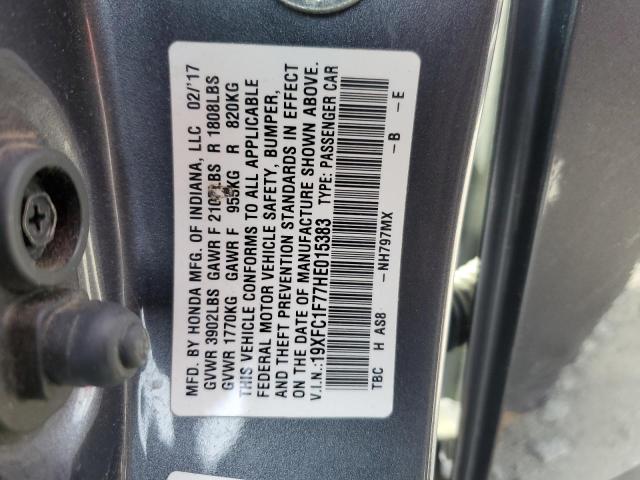 MFD. BY HONDA MFG. OF INDIANA, LLC 02/'17
GVWR 3902LBS GAWR F 2107LBS R 1808LBS
GVWR 1770KG GAWR F 955KG R 820KG
THIS VEHICLE CONFORMS TO ALL APPLICABLE
FEDERAL MOTOR VEHICLE SAFETY, BUMPER,
AND THEFT PREVENTION STANDARDS IN EFFECT
ON THE DATE OF MANUFACTURE SHOWN ABOVE.
V.I.N.:19XFC1F77HE015383 TYPE: PASSENGER CAR
TBC H AS8- -NH797MX -B -E